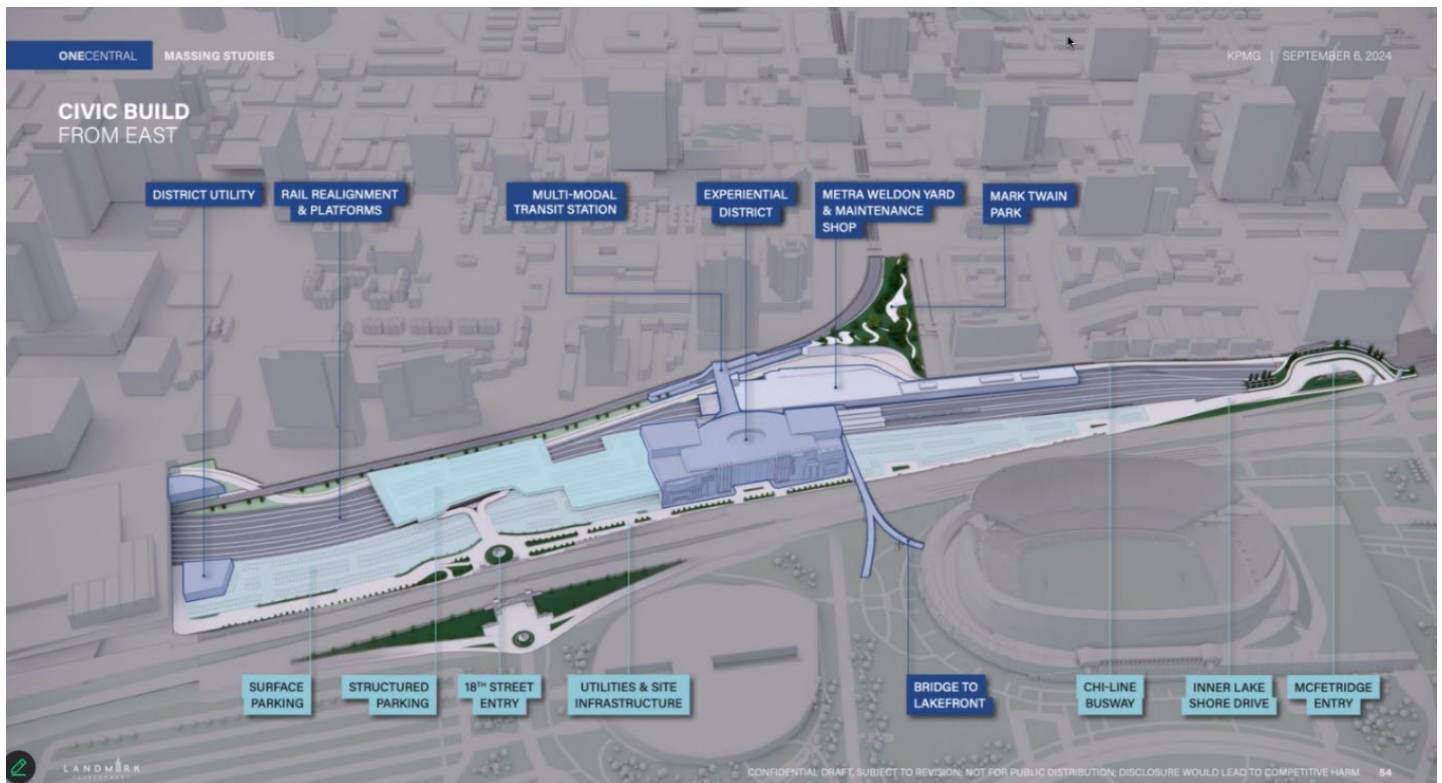 ONECENTRAL
MASSING STUDIES
KPMG | SEPTEMBER 6, 2024
CIVIC BUILD
FROM EAST
DISTRICT UTILITY
RAIL REALIGNMENT
& PLATFORMS
MULTI-MODAL
TRANSIT STATION
EXPERIENTIAL
DISTRICT
METRA WELDON YARD
& MAINTENANCE
SHOP
MARK TWAIN
PARK
SURFACE
PARKING
STRUCTURED
PARKING
18TH STREET
ENTRY
UTILITIES & SITE
INFRASTRUCTURE
BRIDGE TO
LAKEFRONT
CHI-LINE
BUSWAY
INNER LAKE
SHORE DRIVE
MCFETRIDGE
ENTRY
LANDMARK
DEVELOPMENT
CONFIDENTIAL DRAFT, SUBJECT TO REVISION; NOT FOR PUBLIC DISTRIBUTION; DISCLOSURE WOULD LEAD TO COMPETITIVE HARM 54